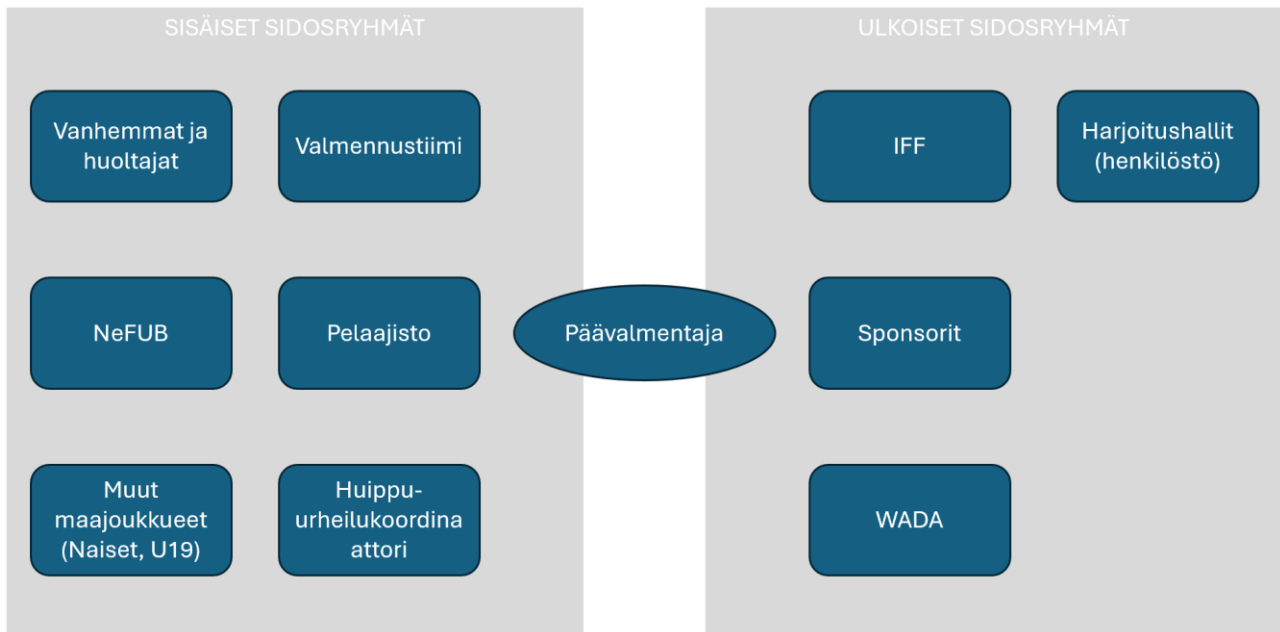 SISÄISET SIDOSRYHMÄT
Vanhemmat ja
huoltajat
Valmennustiimi
NeFUB
Pelaajisto
Muut
maajoukkueet
(Naiset, U19)
Huippu-
urheilukoordina
attori
Päävalmentaja
ULKOISET SIDOSRYHMÄT
IFF
Harjoitushallit
(henkilöstö)
Sponsorit
WADA